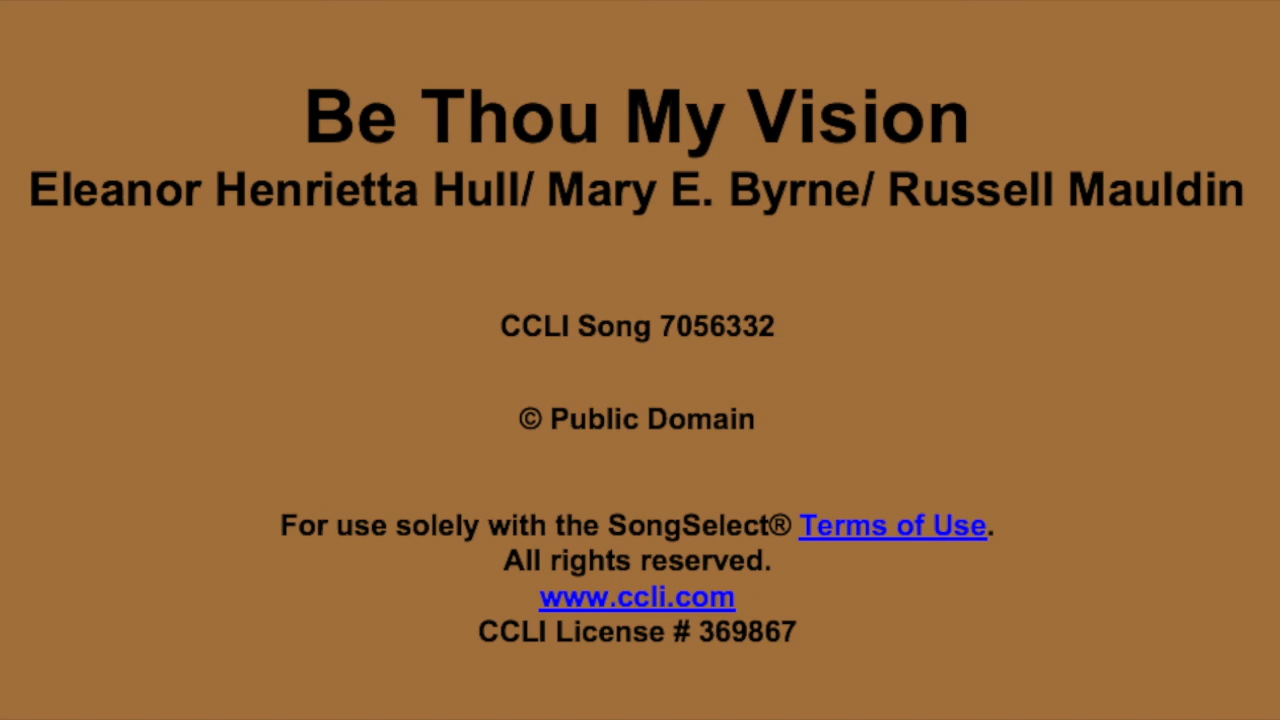 Be Thou My Vision
Eleanor Henrietta Hull/ Mary E. Byrne/ Russell Mauldin
CCLI Song 7056332
© Public Domain
For use solely with the SongSelect® Terms of Use.
All rights reserved.
www.ccli.com
CCLI License # 369867